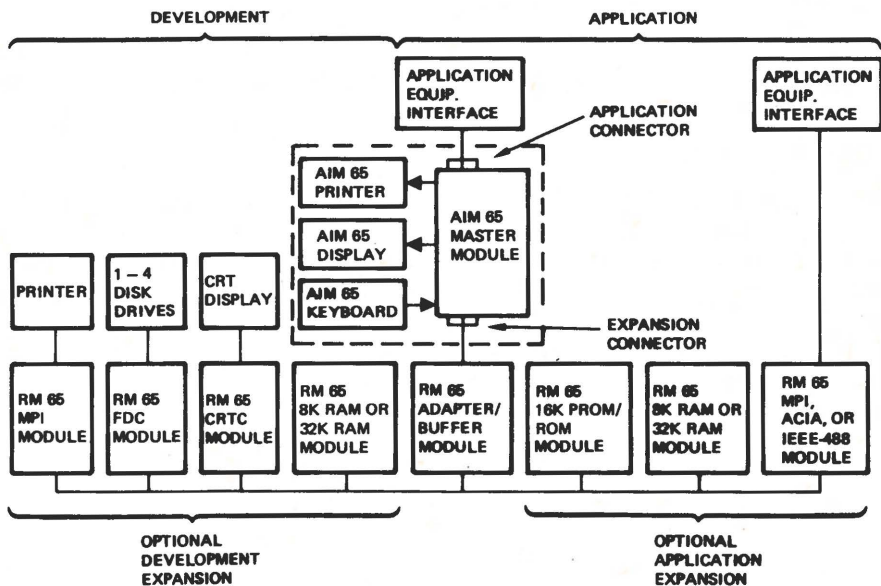 DEVELOPMENT
APPLICATION
APPLICATION
EQUIP.
INTERFACE
APPLICATION
EQUIP.
INTERFACE
APPLICATION
CONNECTOR
AIM 65
PRINTER
AIM 65
DISPLAY
AIM 65
KEYBOARD
AIM 65
MASTER
MODULE
EXPANSION
CONNECTOR
PRINTER
1 – 4
DISK
DRIVES
CRT
DISPLAY
RM 65
MPI
MODULE
RM 65
FDC
MODULE
RM 65
CRTC
MODULE
RM 65
8K RAM OR
32K RAM
MODULE
RM 65
ADAPTER/
BUFFER
MODULE
RM 65
16K PROM/
ROM
MODULE
RM 65
8K RAM OR
32K RAM
MODULE
RM 65
MPI,
ACIA, OR
IEEE-488
MODULE
OPTIONAL
DEVELOPMENT
EXPANSION
OPTIONAL
APPLICATION
EXPANSION